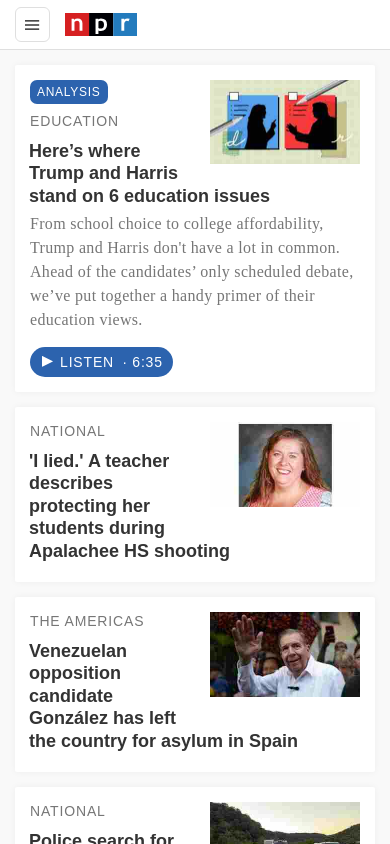 npr
ANALYSIS
EDUCATION
Here’s where
Trump and Harris
stand on 6 education issues
From school choice to college affordability,
Trump and Harris don't have a lot in common.
Ahead of the candidates’ only scheduled debate,
we’ve put together a handy primer of their
education views.
LISTEN · 6:35
NATIONAL
'I lied.' A teacher
describes
protecting her
students during
Apalachee HS shooting
THE AMERICAS
Venezuelan
opposition
candidate
González has left
the country for asylum in Spain
NATIONAL
Police search for